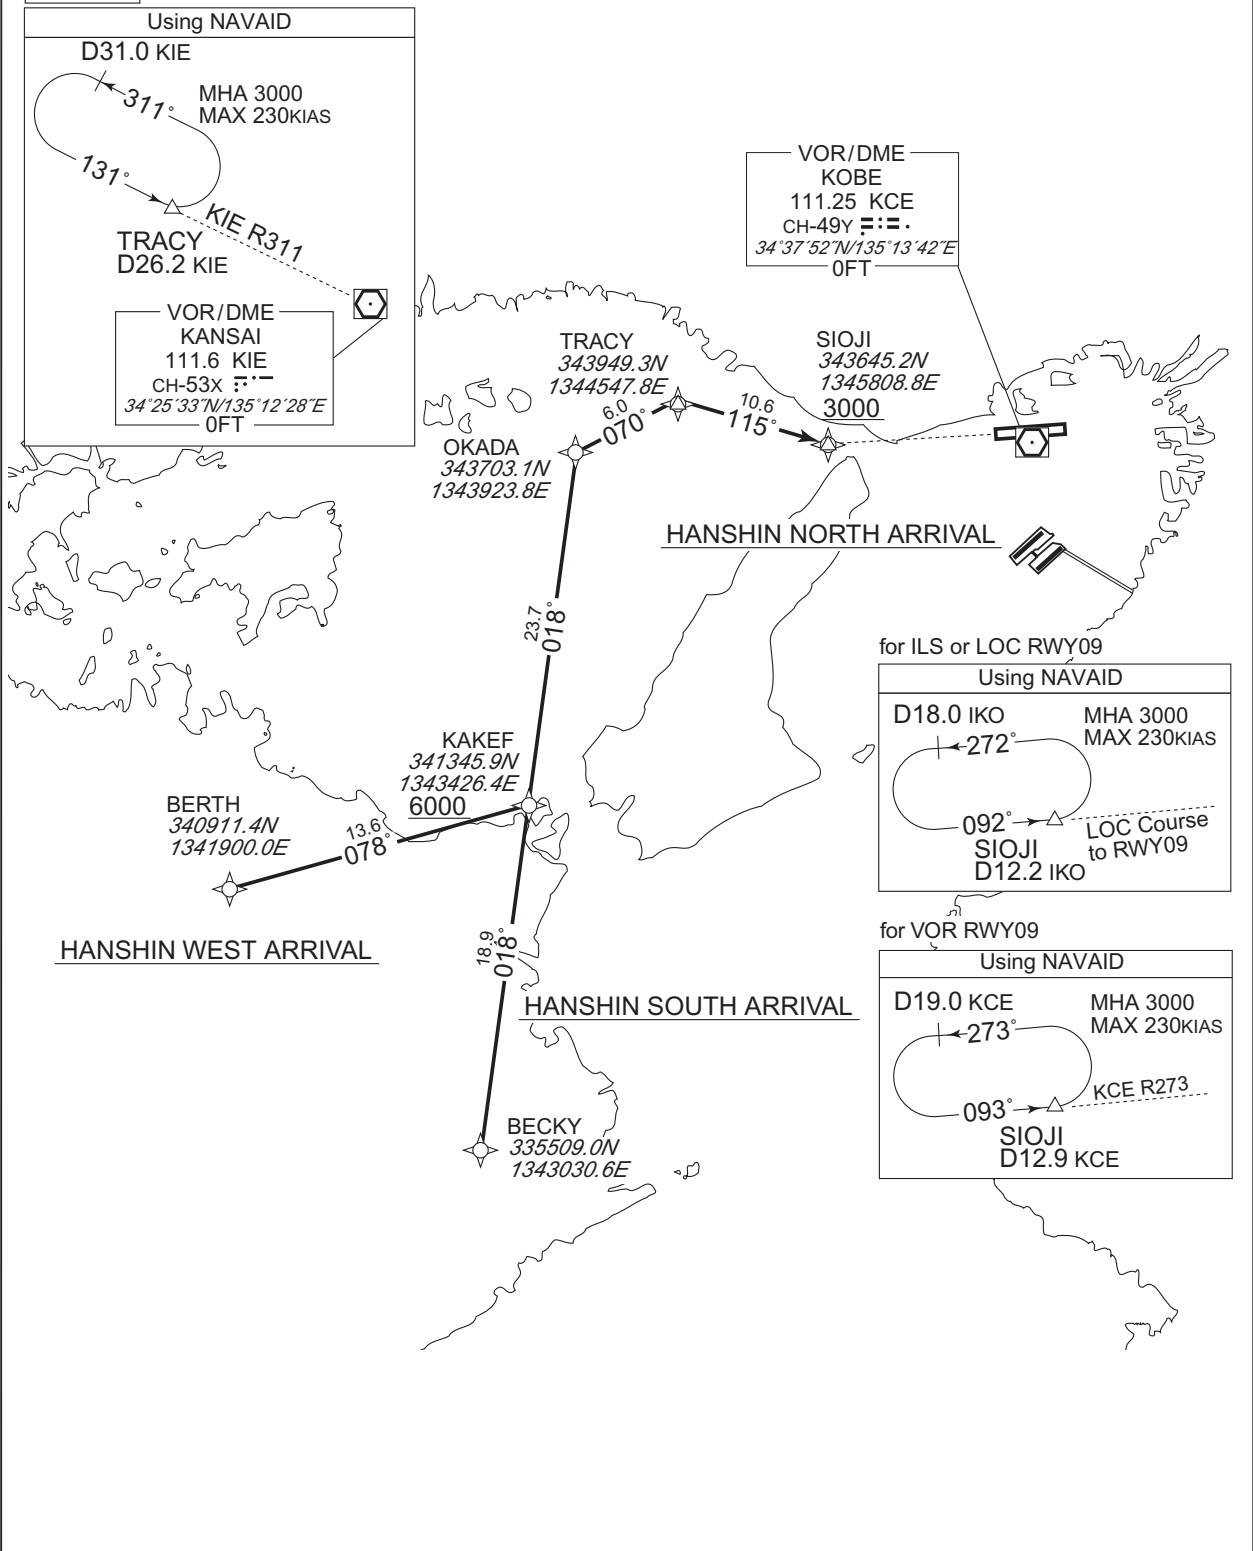 Using NAVAID
D31.0 KIE
311°
MHA 3000
MAX 230KIAS
131°
KIE R311
TRACY
D26.2 KIE
VOR/DME
KANSAI
111.6 KIE
CH-53X
34°25′33″N/135°12′28″E
0FT
VOR/DME
KOBE
111.25 KCE
CH-49Y
34°37′52″N/135°13′42″E
0FT
TRACY
343949.3N
1344547.8E
SIOJI
343645.2N
1345808.8E
3000
6.0
070°
10.6
115°
OKADA
343703.1N
1343923.8E
HANSHIN NORTH ARRIVAL
23.7
018°
for ILS or LOC RWY09
Using NAVAID
D18.0 IKO
MHA 3000
MAX 230KIAS
272°
092°
SIOJI
D12.2 IKO
LOC Course
to RWY09
KAKEF
341345.9N
1343426.4E
6000
BERTH
340911.4N
1341900.0E
13.6
078°
HANSHIN WEST ARRIVAL
18.9
018°
for VOR RWY09
Using NAVAID
D19.0 KCE
MHA 3000
MAX 230KIAS
273°
093°
KCE R273
SIOJI
D12.9 KCE
HANSHIN SOUTH ARRIVAL
BECKY
335509.0N
1343030.6E